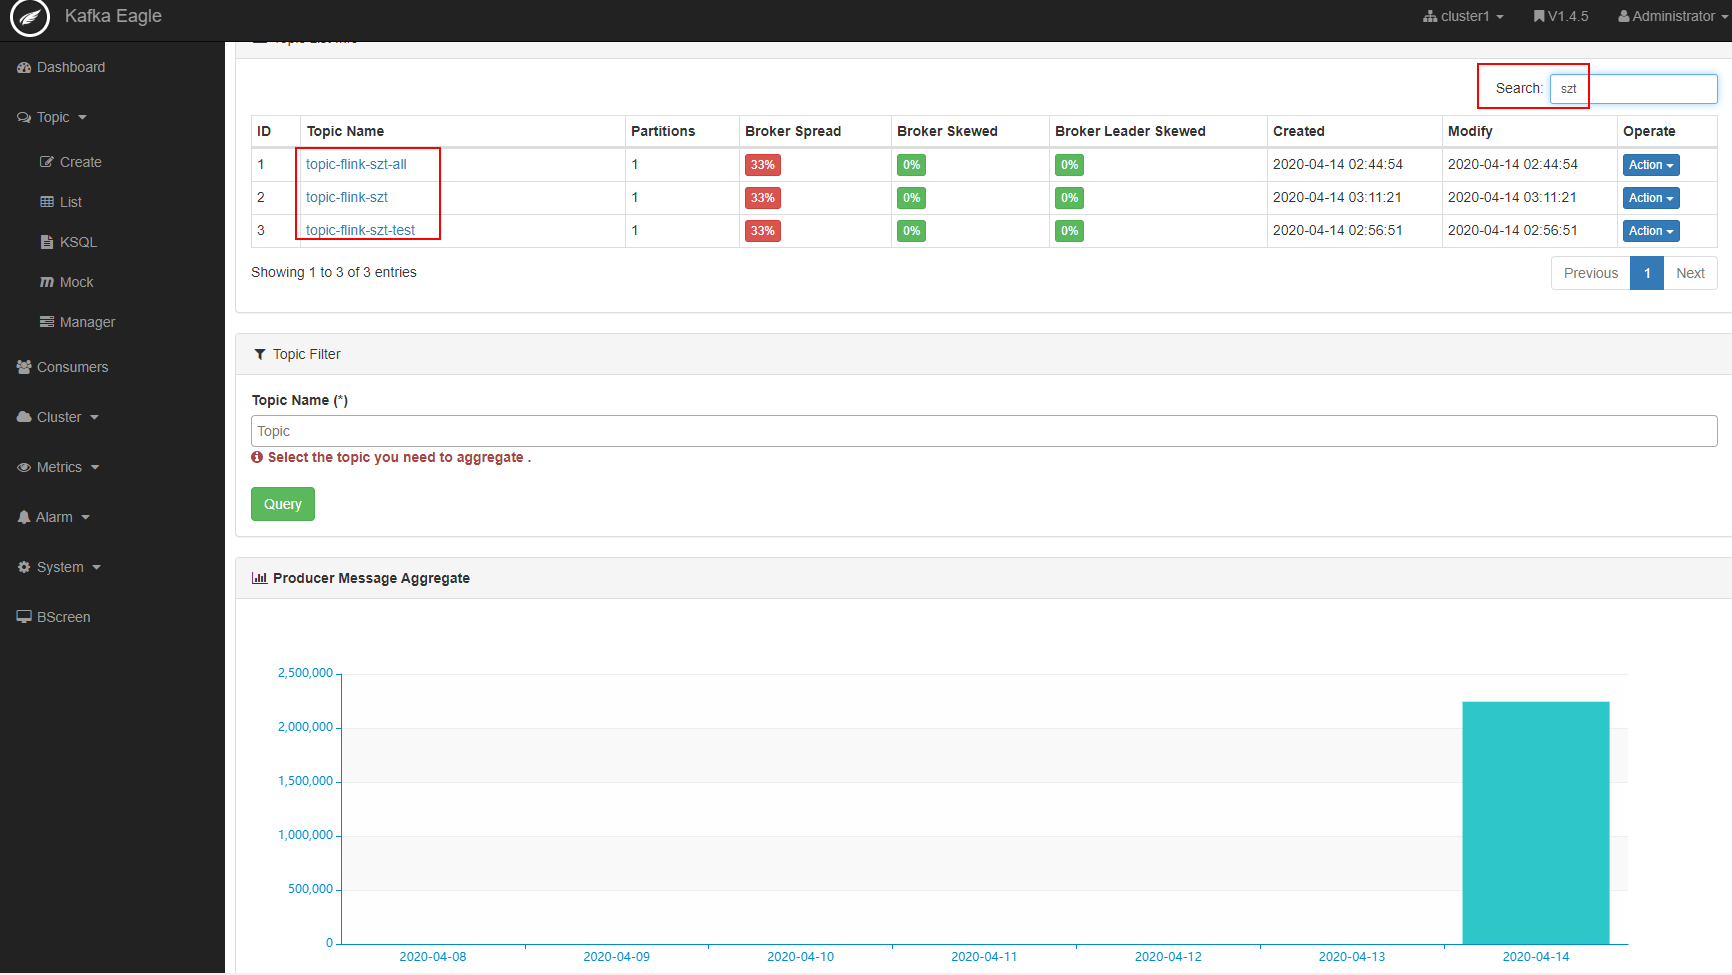 Kafka Eagle
cluster1
V1.4.5
Administrator
Dashboard
Topic
Create
List
KSQL
Mock
Manager
Consumers
Cluster
Metrics
Alarm
System
BScreen
Search: szt
ID Topic Name Partitions Broker Spread Broker Skewed Broker Leader Skewed Created Modify Operate
1 topic-flink-szt-all 1 33% 0% 0% 2020-04-14 02:44:54 2020-04-14 02:44:54 Action
2 topic-flink-szt 1 33% 0% 0% 2020-04-14 03:11:21 2020-04-14 03:11:21 Action
3 topic-flink-szt-test 1 33% 0% 0% 2020-04-14 02:56:51 2020-04-14 02:56:51 Action
Showing 1 to 3 of 3 entries
Previous 1 Next
Topic Filter
Topic Name (*)
Topic
Select the topic you need to aggregate .
Query
Producer Message Aggregate
2,500,000
2,000,000
1,500,000
1,000,000
500,000
0
2020-04-08 2020-04-09 2020-04-10 2020-04-11 2020-04-12 2020-04-13 2020-04-14